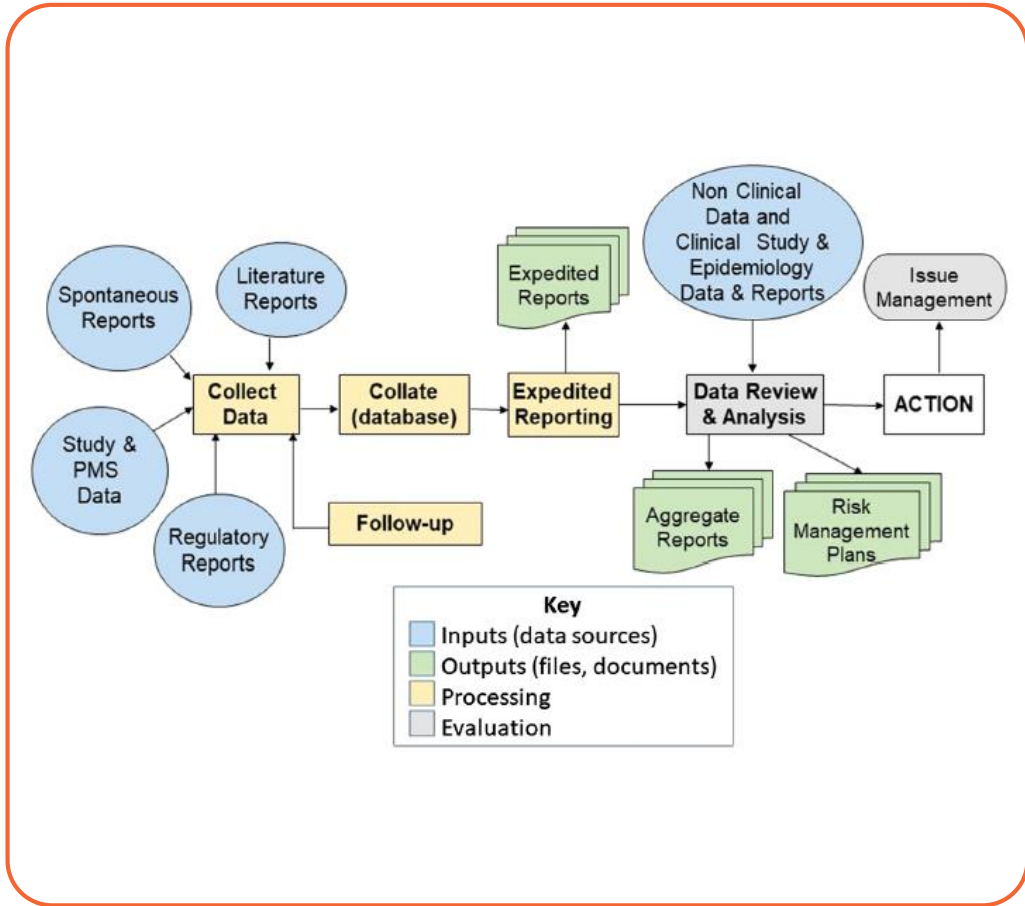 Spontaneous
Reports
Literature
Reports
Study &
PMS
Data
Regulatory
Reports
Collect
Data
Collate
(database)
Follow-up
Expedited
Reports
Expedited
Reporting
Non Clinical
Data and
Clinical Study &
Epidemiology
Data & Reports
Data Review
& Analysis
Aggregate
Reports
Risk
Management
Plans
Issue
Management
ACTION
Key
Inputs (data sources)
Outputs (files, documents)
Processing
Evaluation